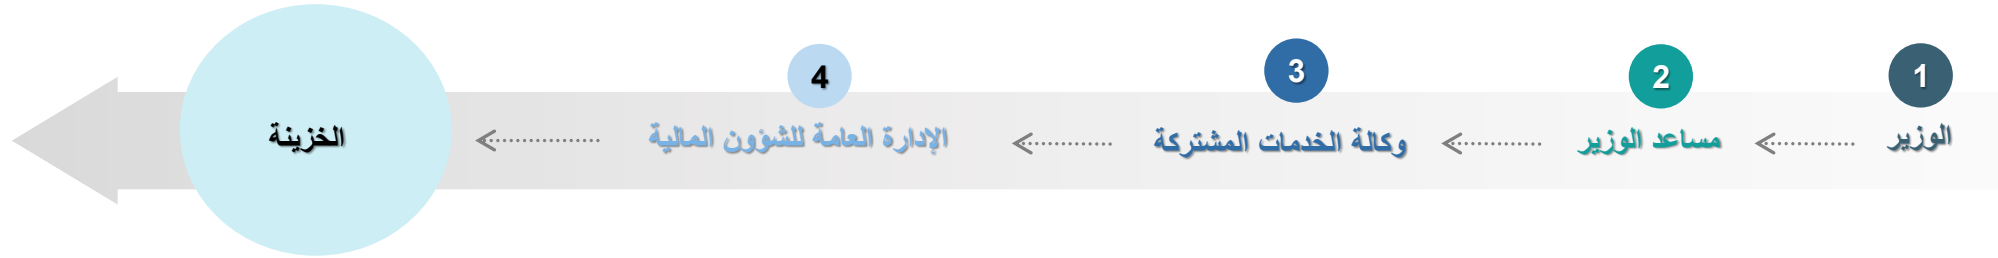 1
الوزير
2
مساعد الوزير
3
وكالة الخدمات المشتركة
4
الإدارة العامة للشؤون المالية
الخزينة